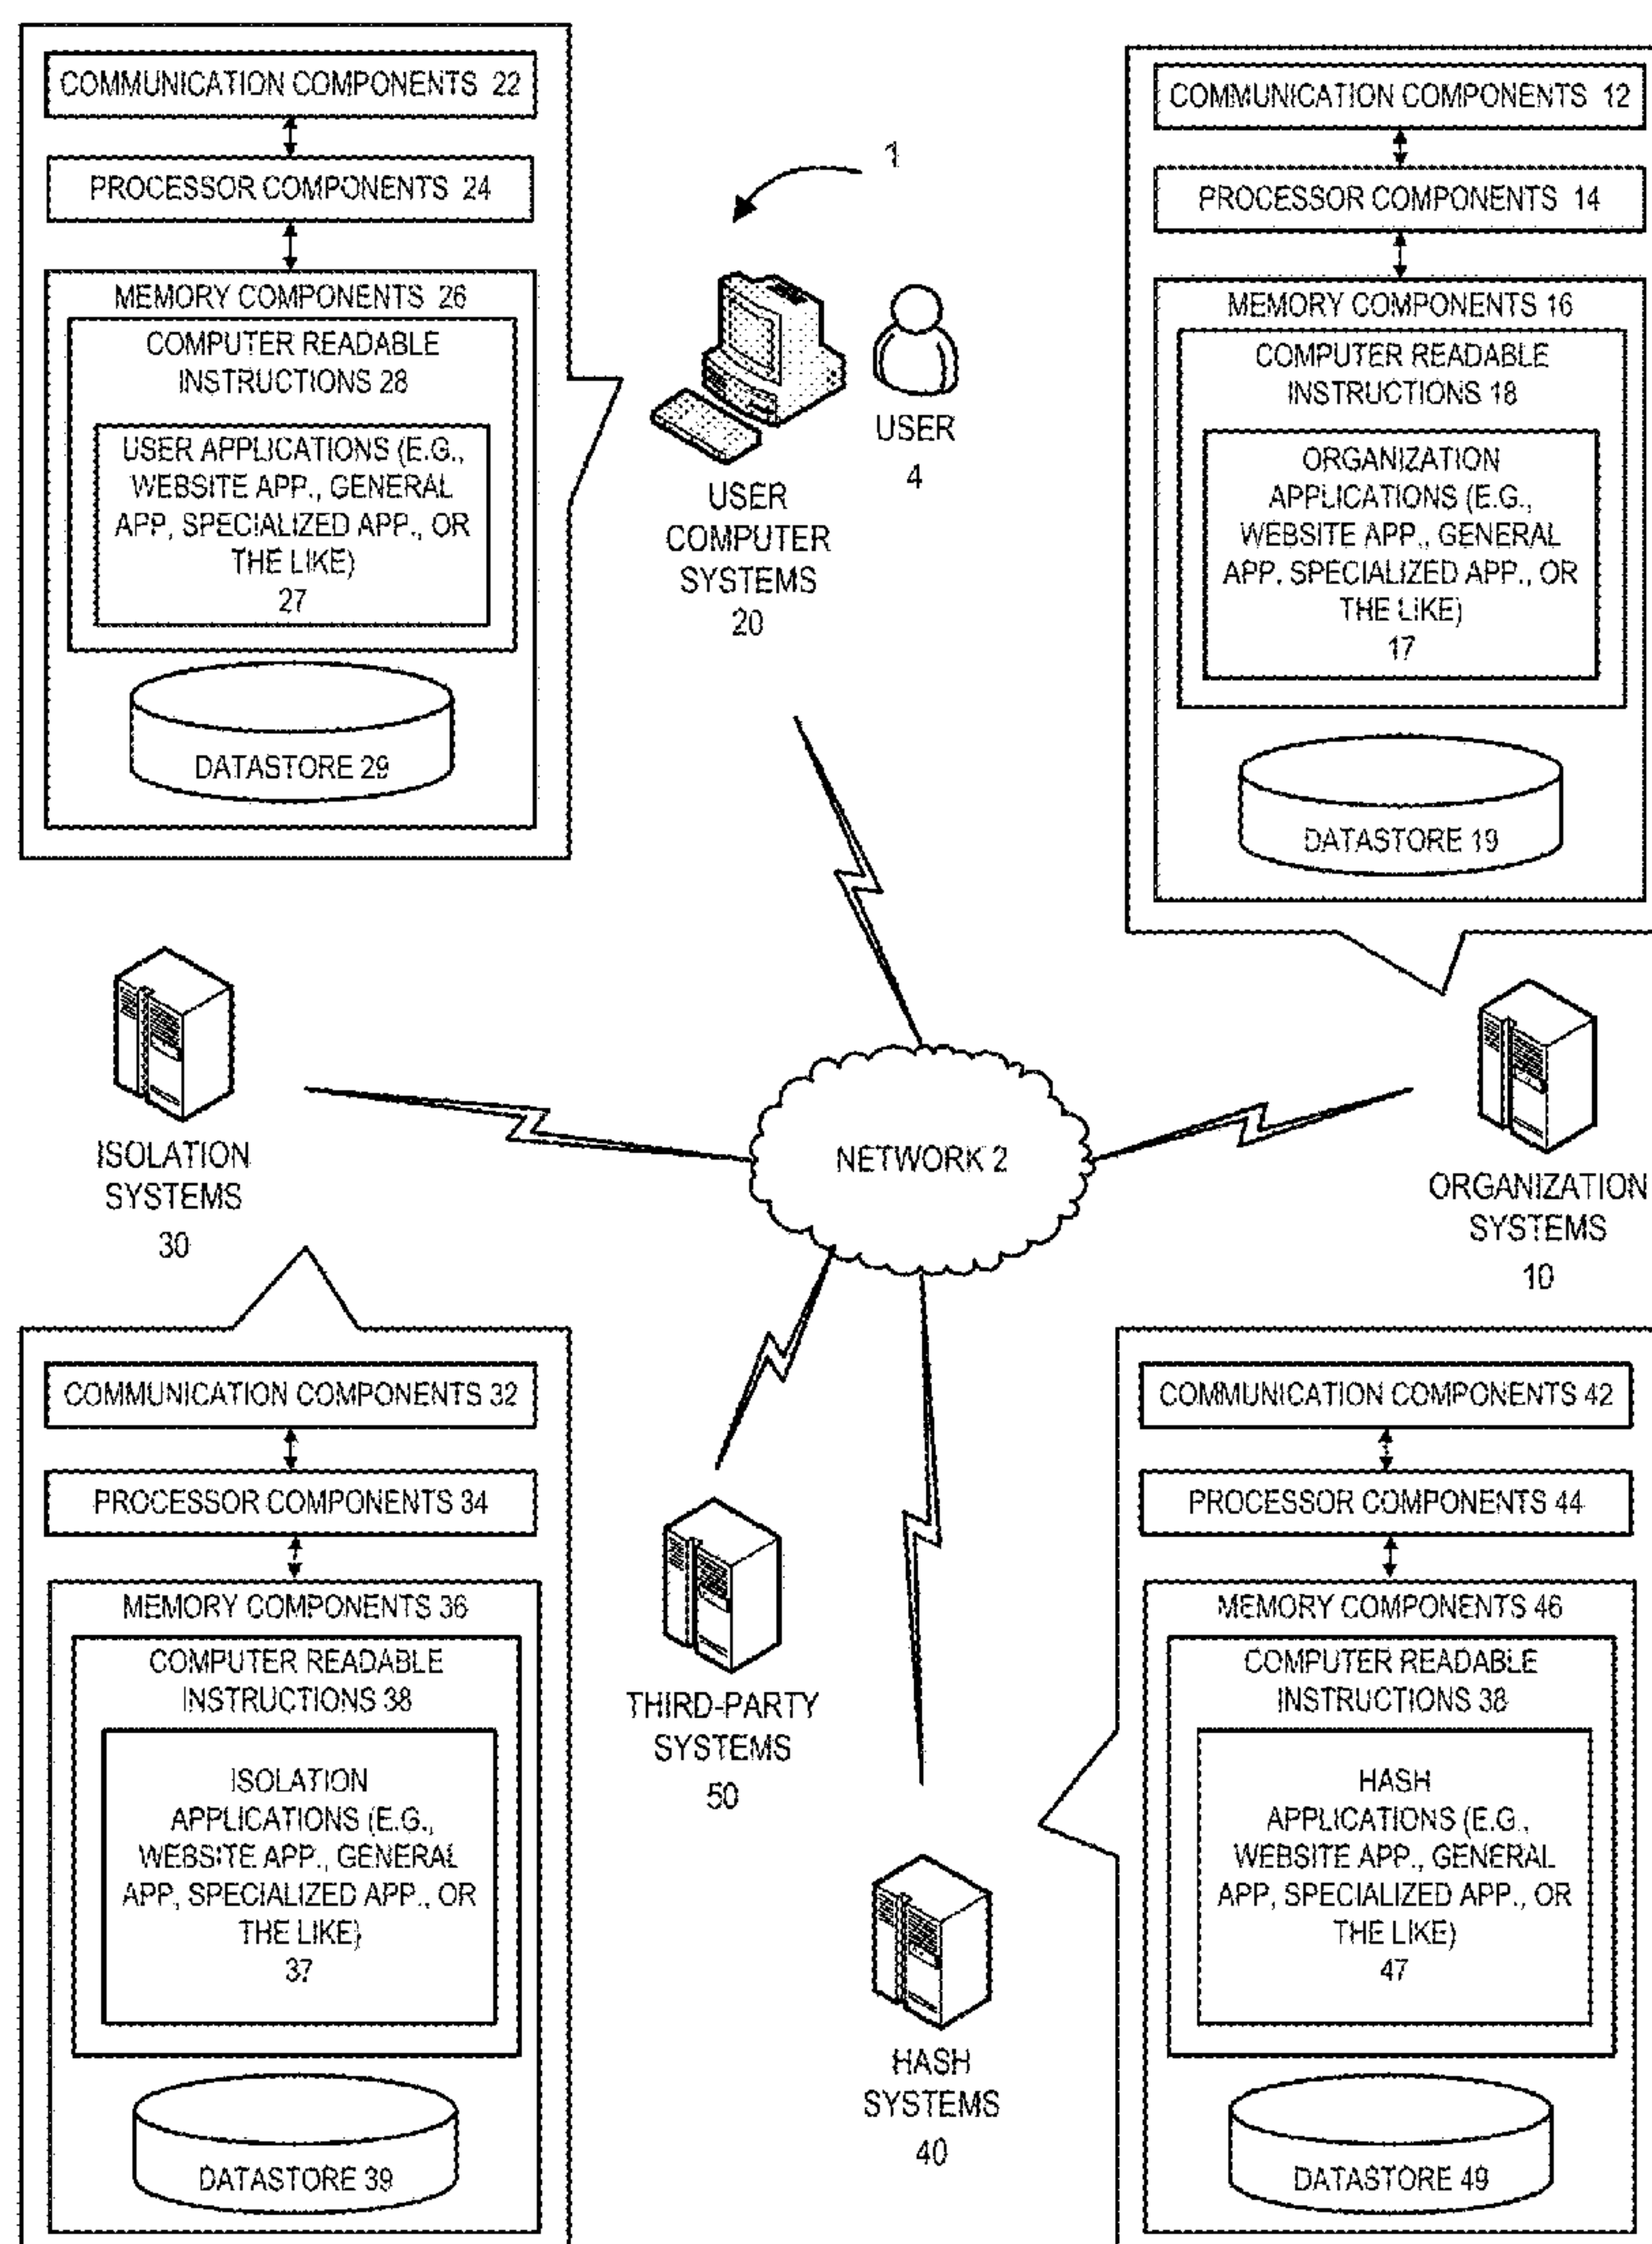 COMMUNICATION COMPONENTS 22
PROCESSOR COMPONENTS 24
MEMORY COMPONENTS 26
COMPUTER READABLE
INSTRUCTIONS 28
USER APPLICATIONS (E.G.,
WEBSITE APP., GENERAL
APP, SPECIALIZED APP., OR
THE LIKE)
27
DATASTORE 29
1
USER
4
USER
COMPUTER
SYSTEMS
20
COMMUNICATION COMPONENTS 12
PROCESSOR COMPONENTS 14
MEMORY COMPONENTS 16
COMPUTER READABLE
INSTRUCTIONS 18
ORGANIZATION
APPLICATIONS (E.G.,
WEBSITE APP., GENERAL
APP, SPECIALIZED APP., OR
THE LIKE)
17
DATASTORE 19
ISOLATION
SYSTEMS
30
NETWORK 2
ORGANIZATION
SYSTEMS
10
COMMUNICATION COMPONENTS 32
PROCESSOR COMPONENTS 34
MEMORY COMPONENTS 36
COMPUTER READABLE
INSTRUCTIONS 38
ISOLATION
APPLICATIONS (E.G.,
WEBSITE APP., GENERAL
APP, SPECIALIZED APP., OR
THE LIKE)
37
DATASTORE 39
THIRD-PARTY
SYSTEMS
50
HASH
SYSTEMS
40
COMMUNICATION COMPONENTS 42
PROCESSOR COMPONENTS 44
MEMORY COMPONENTS 46
COMPUTER READABLE
INSTRUCTIONS 38
HASH
APPLICATIONS (E.G.,
WEBSITE APP., GENERAL
APP, SPECIALIZED APP., OR
THE LIKE)
47
DATASTORE 49